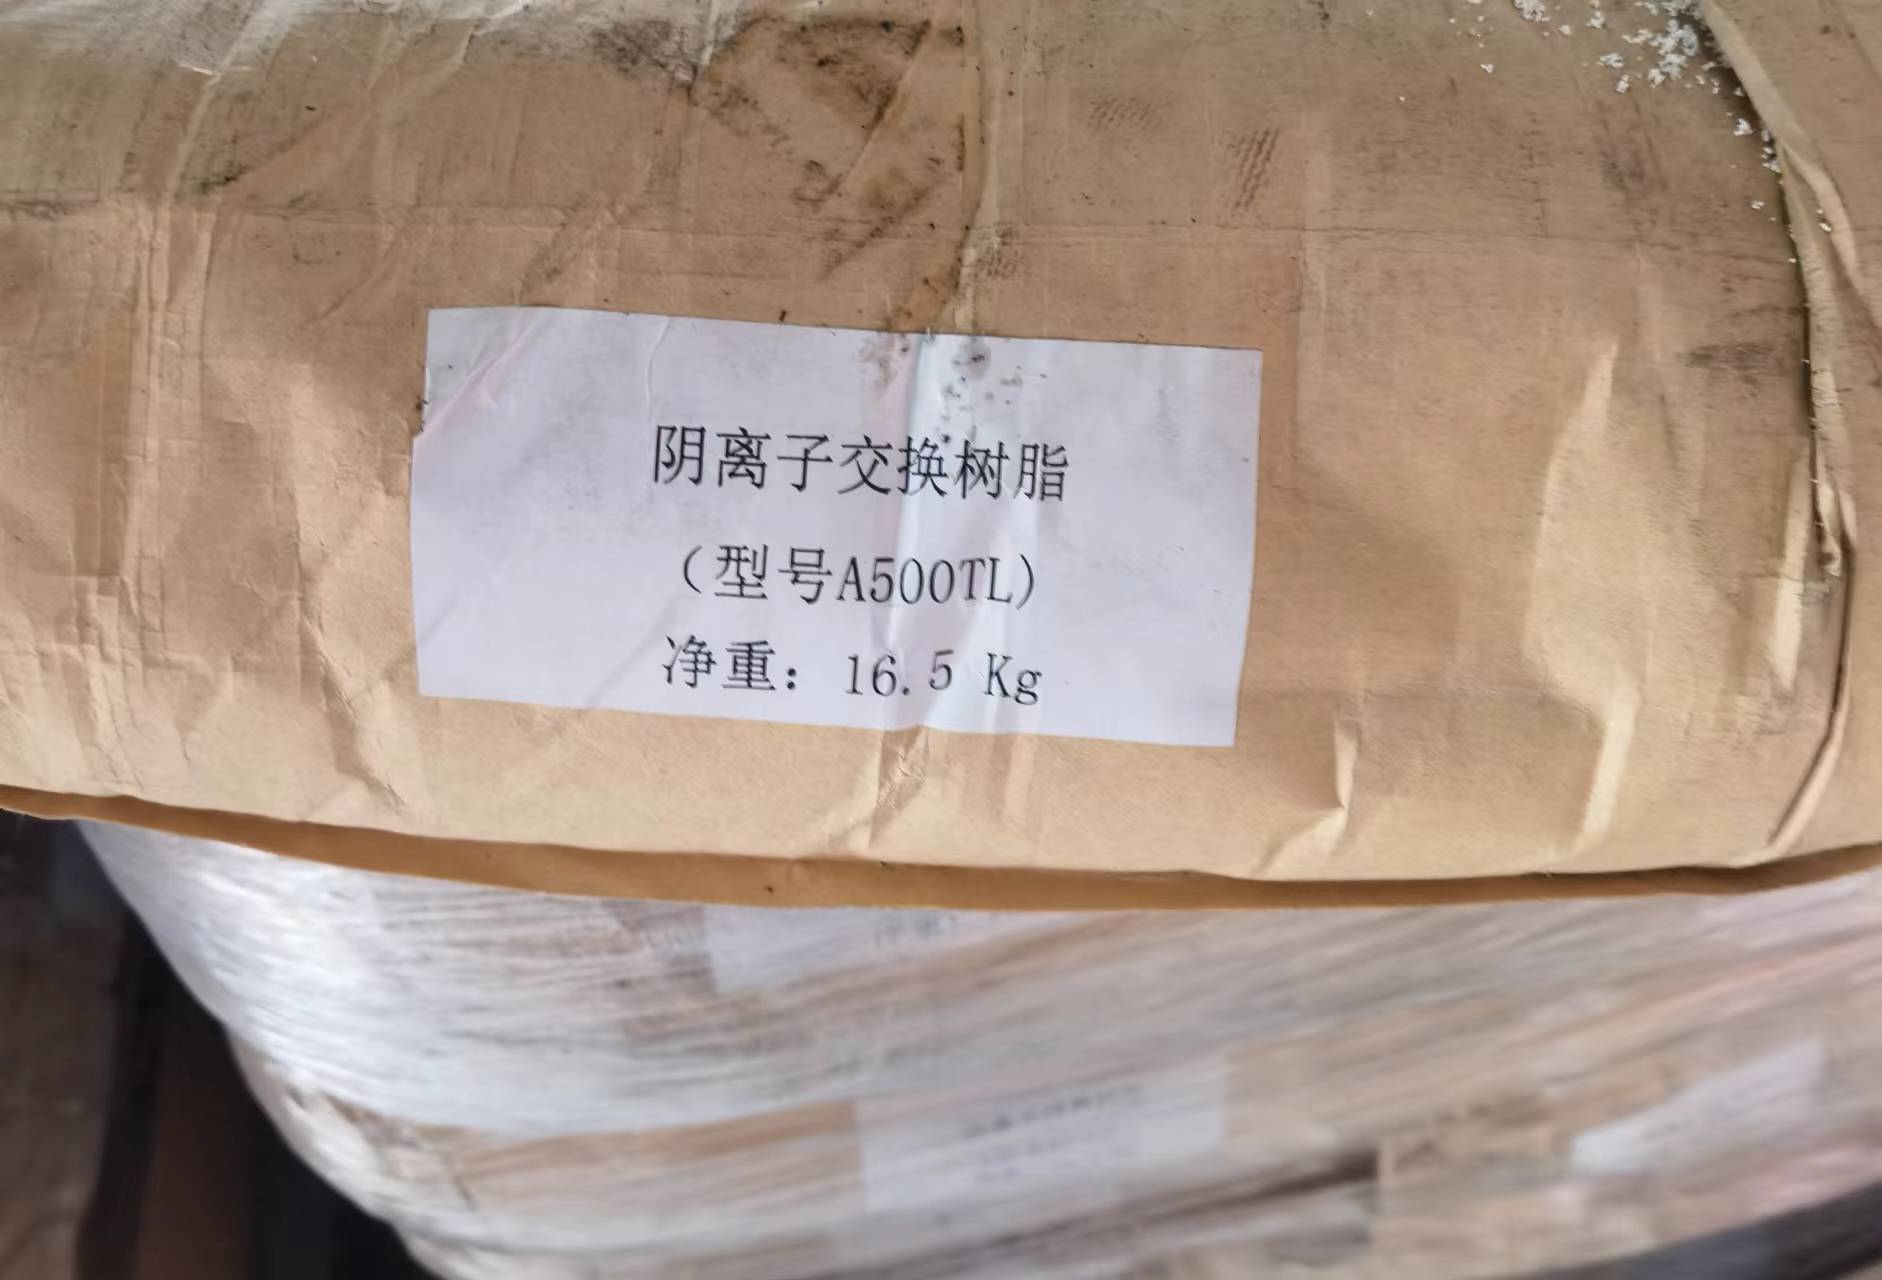 阴离子交换树脂
（型号A500TL）
净重：16.5 Kg